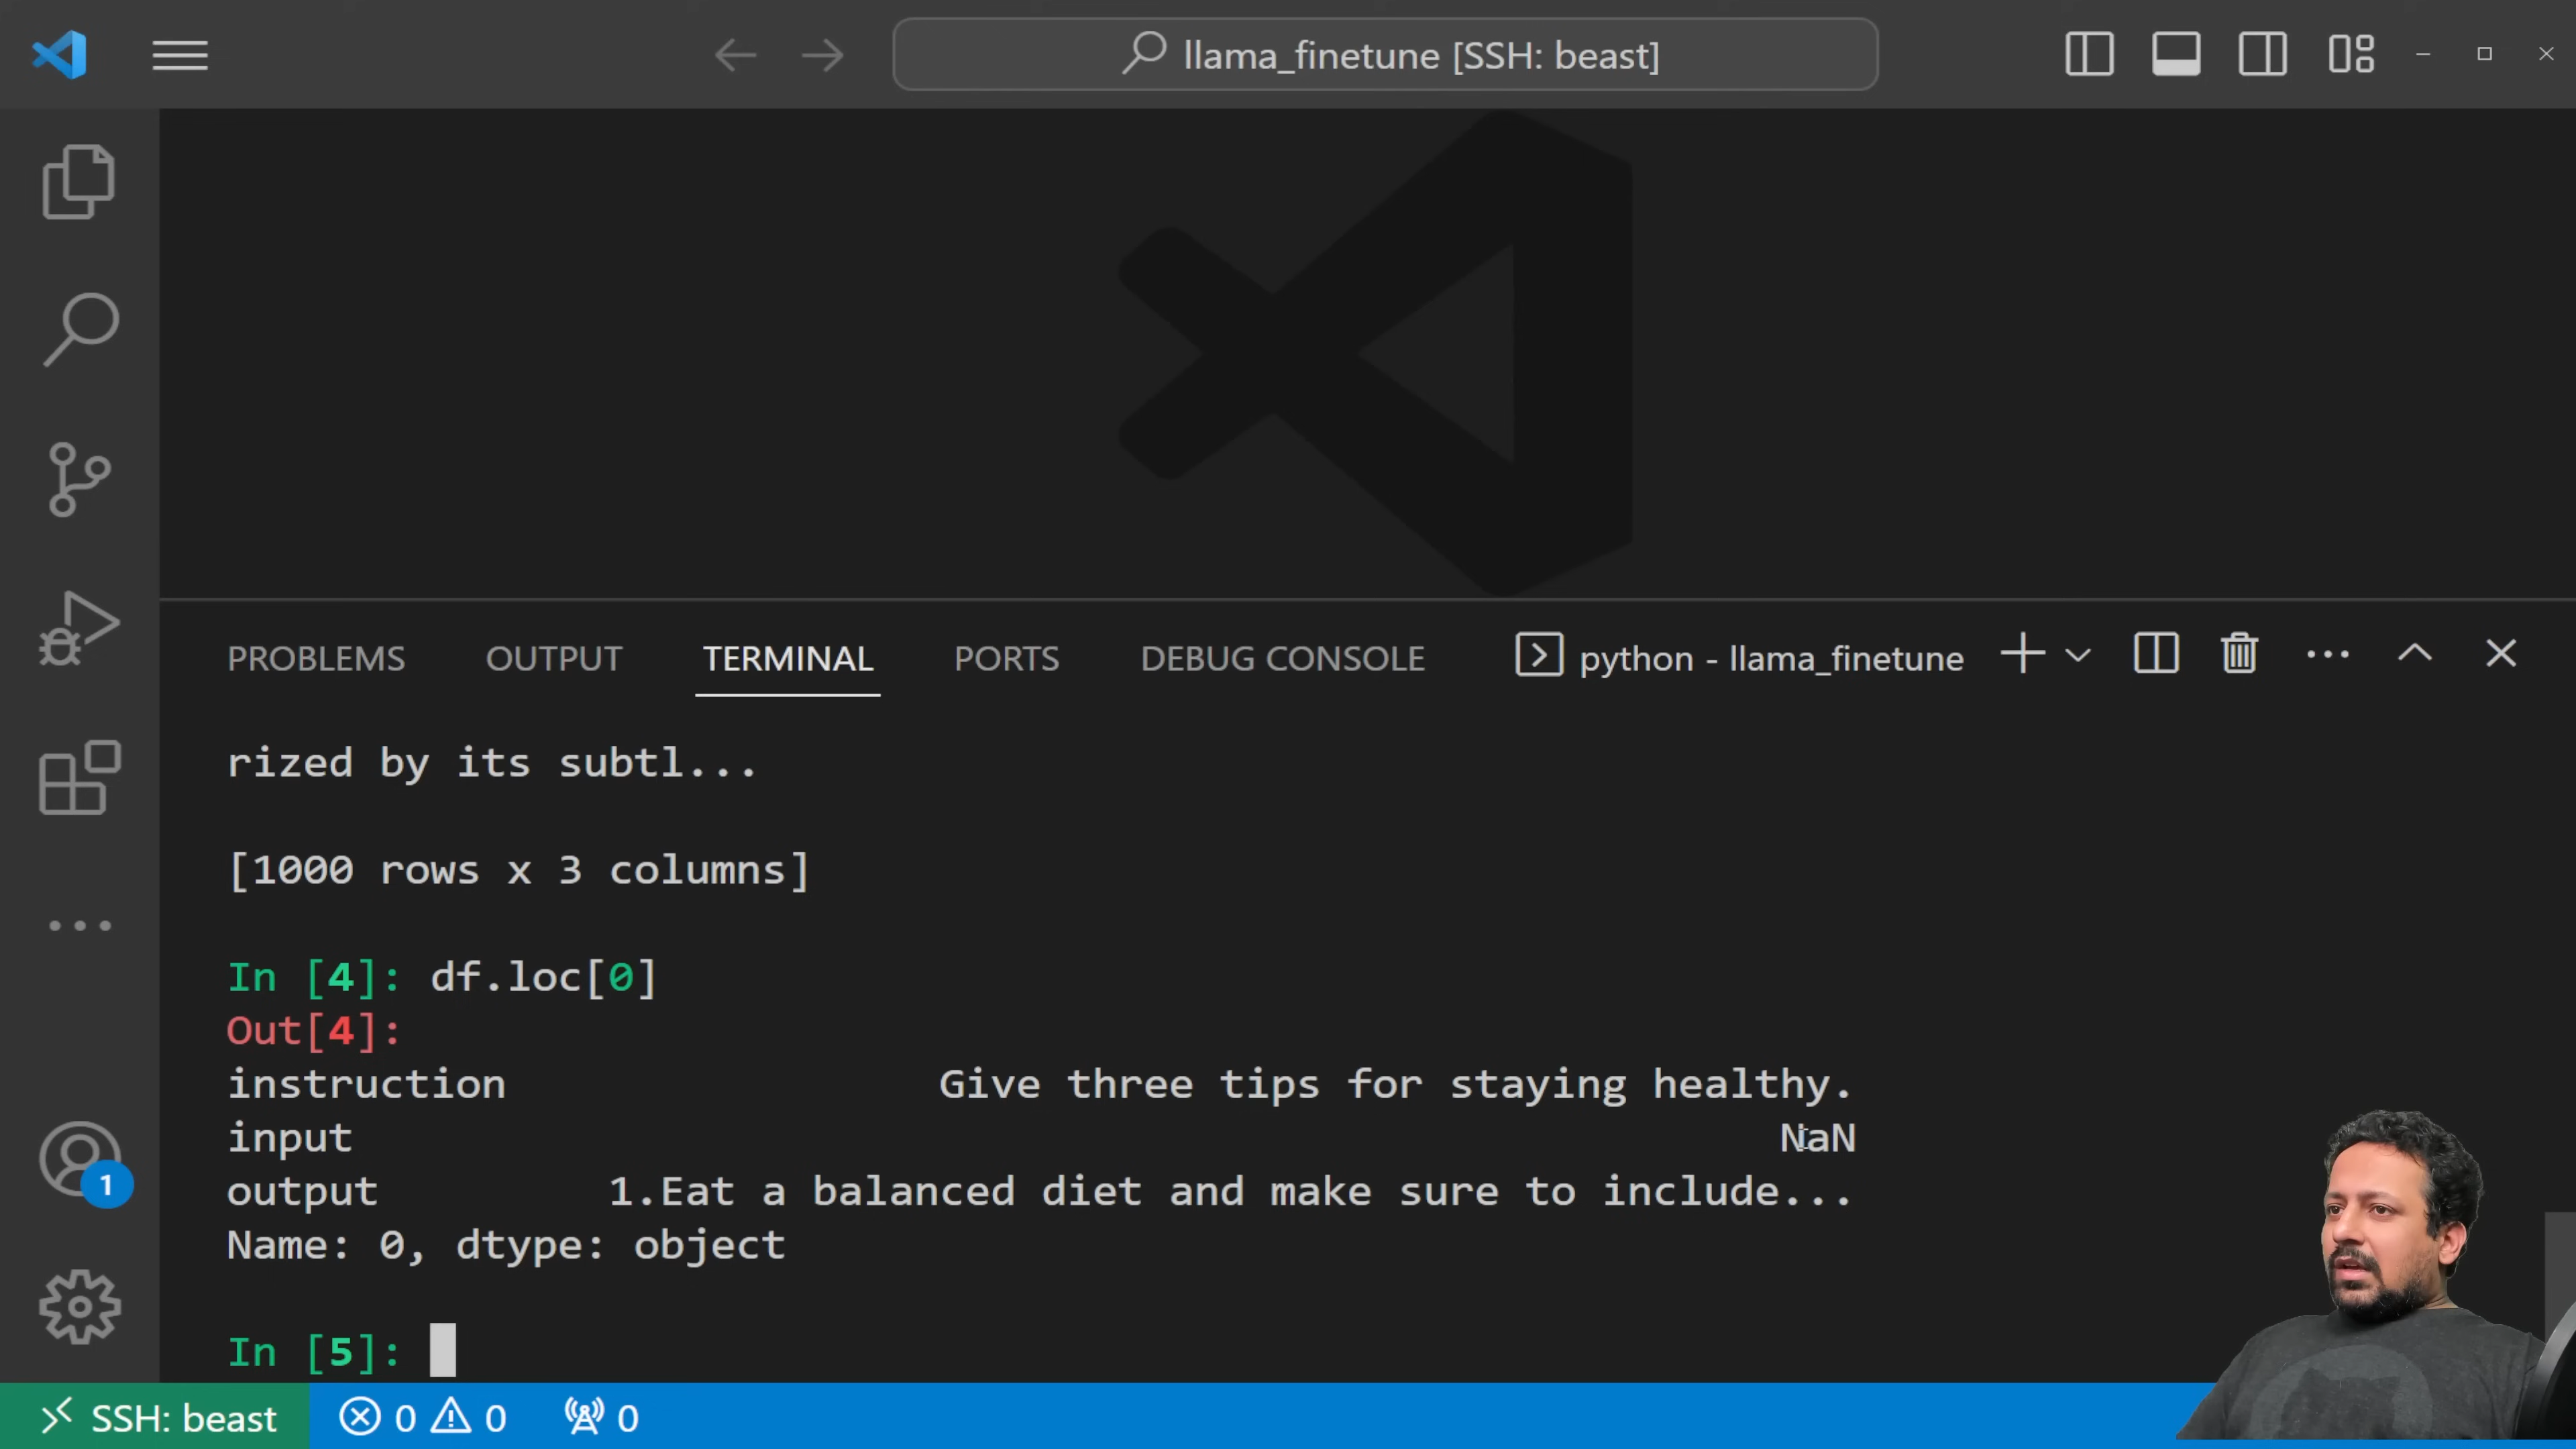 llama_finetune [SSH: beast]
PROBLEMS OUTPUT TERMINAL PORTS DEBUG CONSOLE python - llama_finetune
rized by its subtl...
[1000 rows x 3 columns]
In [4]: df.loc[0]
Out[4]:
instruction Give three tips for staying healthy.
input NaN
output 1.Eat a balanced diet and make sure to include...
Name: 0, dtype: object
In [5]:
1
SSH: beast 0 0 0